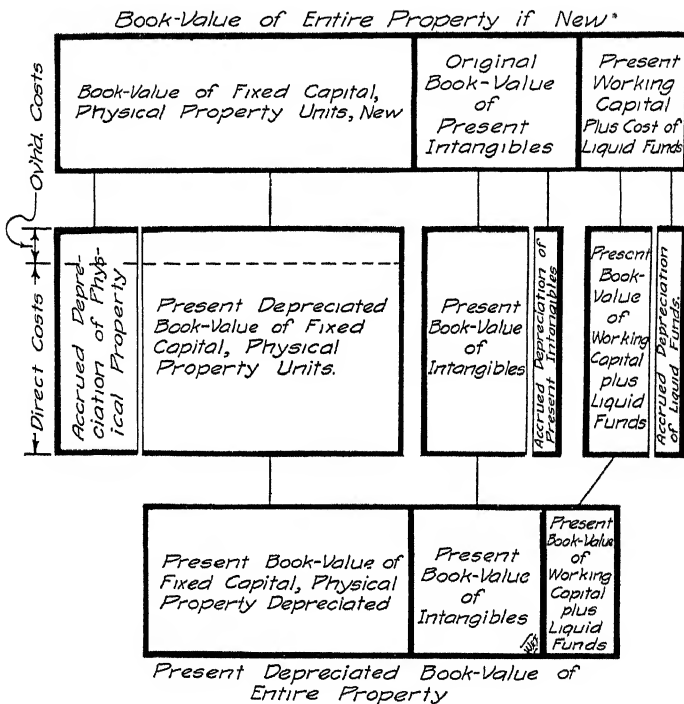 Book-Value of Entire Property if New*
Book-Value of Fixed Capital,
Physical Property Units, New
Original
Book-Value
of
Present
Intangibles
Present
Working
Capital
Plus Cost of
Liquid Funds
Ovhd. Costs
Direct Costs
Accrued Depre-
ciation of Phys-
ical Property
Present Depreciated
Book-Value of Fixed
Capital, Physical
Property Units.
Present
Book-Value
of
Intangibles
Accrued Depreciation of
Present Intangibles
Present
Book-
Value
of
Working
Capital
plus
Liquid
Funds
Accrued Depreciation
of Liquid Funds.
Present Book-Value of
Fixed Capital, Physical
Property Depreciated
Present
Book-Value
of
Intangibles
Present
Book-Value
of
Working
Capital
plus
Liquid
Funds
Present Depreciated Book-Value of
Entire Property